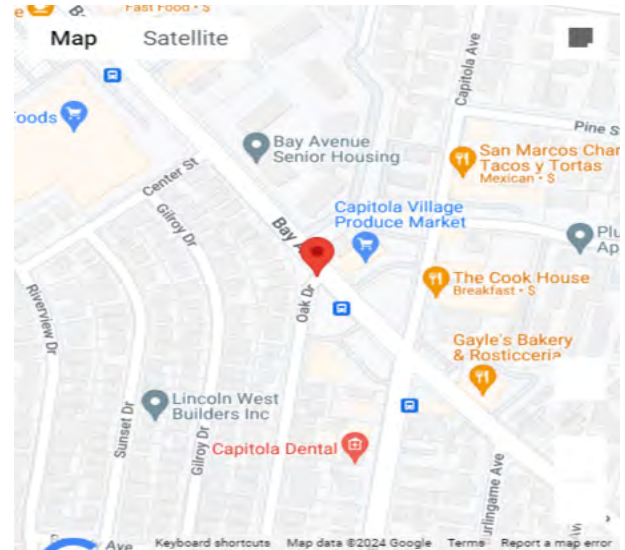 Fast Food • $
Map Satellite
Capitola Ave
oods
Pine S
Bay Avenue
Senior Housing
San Marcos Char
Tacos y Tortas
Mexican • $
Center St
Gilroy Dr
Capitola Village
Produce Market
Bay A
Plu
Ap
The Cook House
Breakfast • $
Riverview Dr
Oak Dr
Gayle's Bakery
& Rosticceria
Lincoln West
Builders Inc
Sunset Dr
Gilroy Dr
Capitola Dental
urlingame Ave
Ave
Keyboard shortcuts Map data ©2024 Google Terms Report a map error